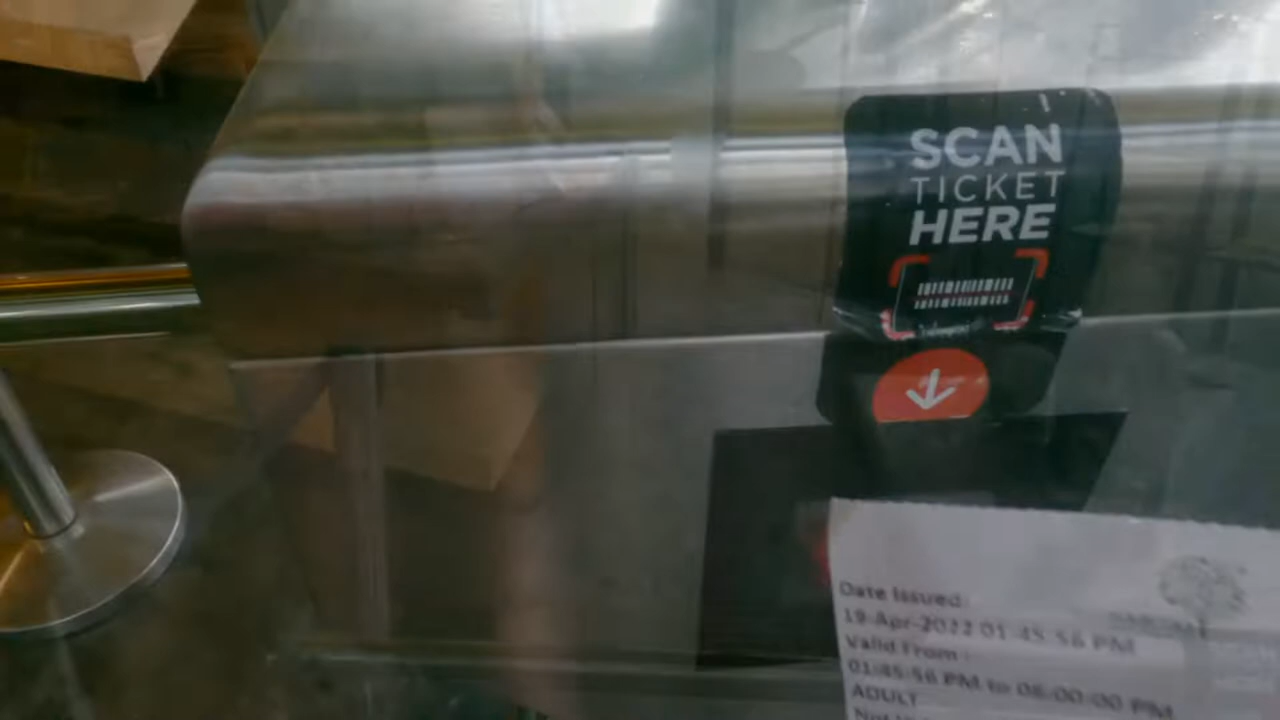 SCAN
TICKET
HERE
Date Issued:
19-Apr-2022 01:45:56 PM
Valid From :
01:45:56 PM to 06:00:00 PM
ADULT